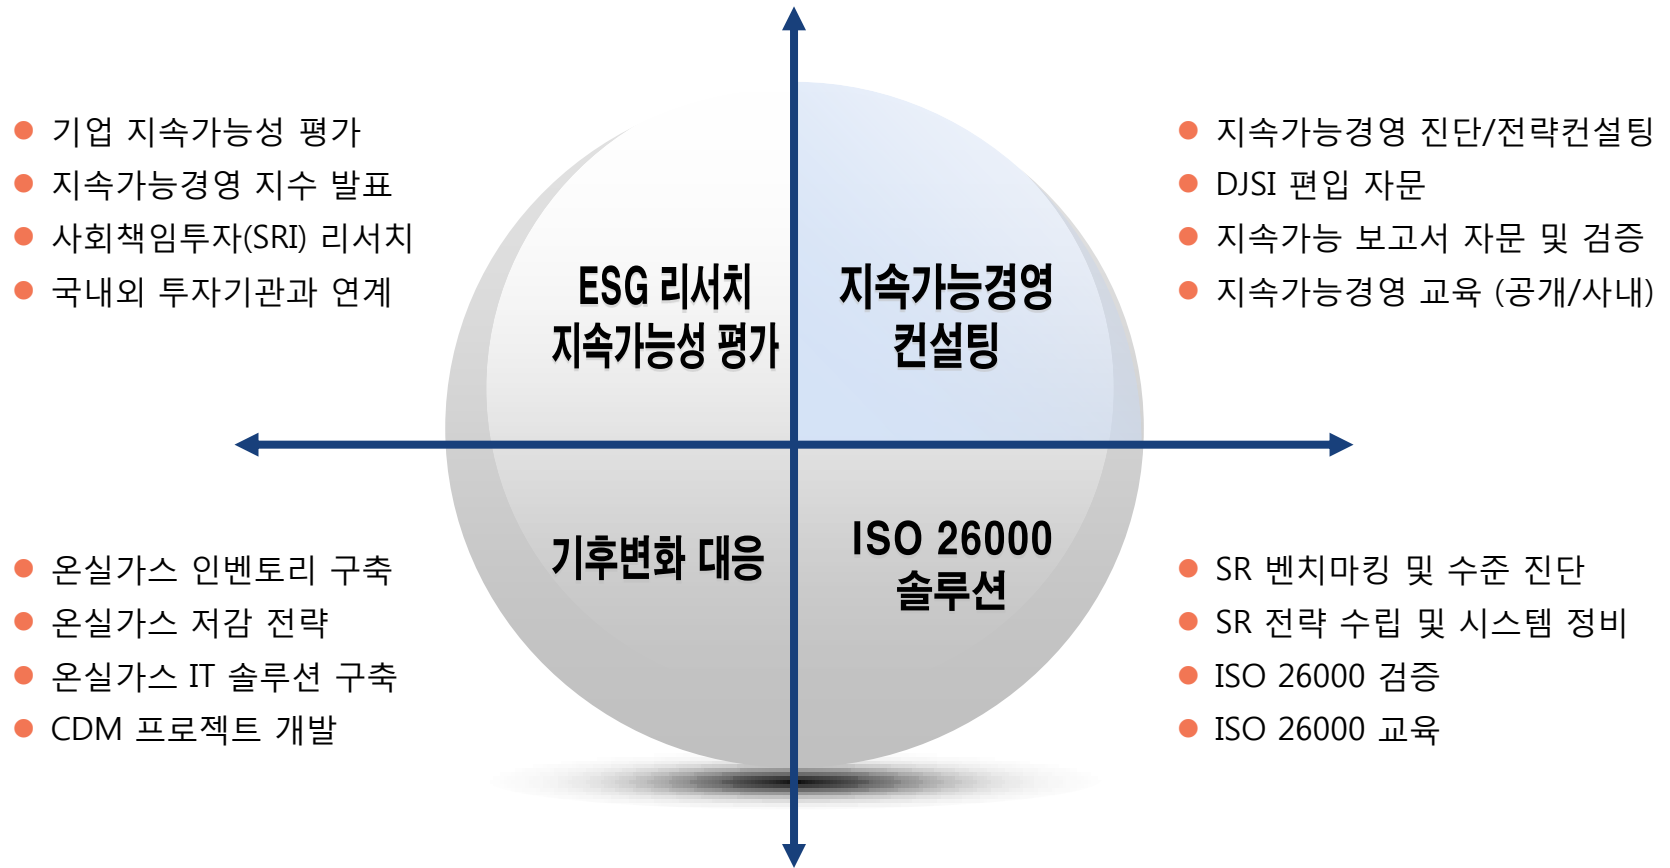 기업 지속가능성 평가
지속가능경영 지수 발표
사회책임투자(SRI) 리서치
국내외 투자기관과 연계
ESG 리서치
지속가능성 평가
지속가능경영
컨설팅
지속가능경영 진단/전략컨설팅
DJSI 편입 자문
지속가능 보고서 자문 및 검증
지속가능경영 교육 (공개/사내)
온실가스 인벤토리 구축
온실가스 저감 전략
온실가스 IT 솔루션 구축
CDM 프로젝트 개발
기후변화 대응
ISO 26000
솔루션
SR 벤치마킹 및 수준 진단
SR 전략 수립 및 시스템 정비
ISO 26000 검증
ISO 26000 교육